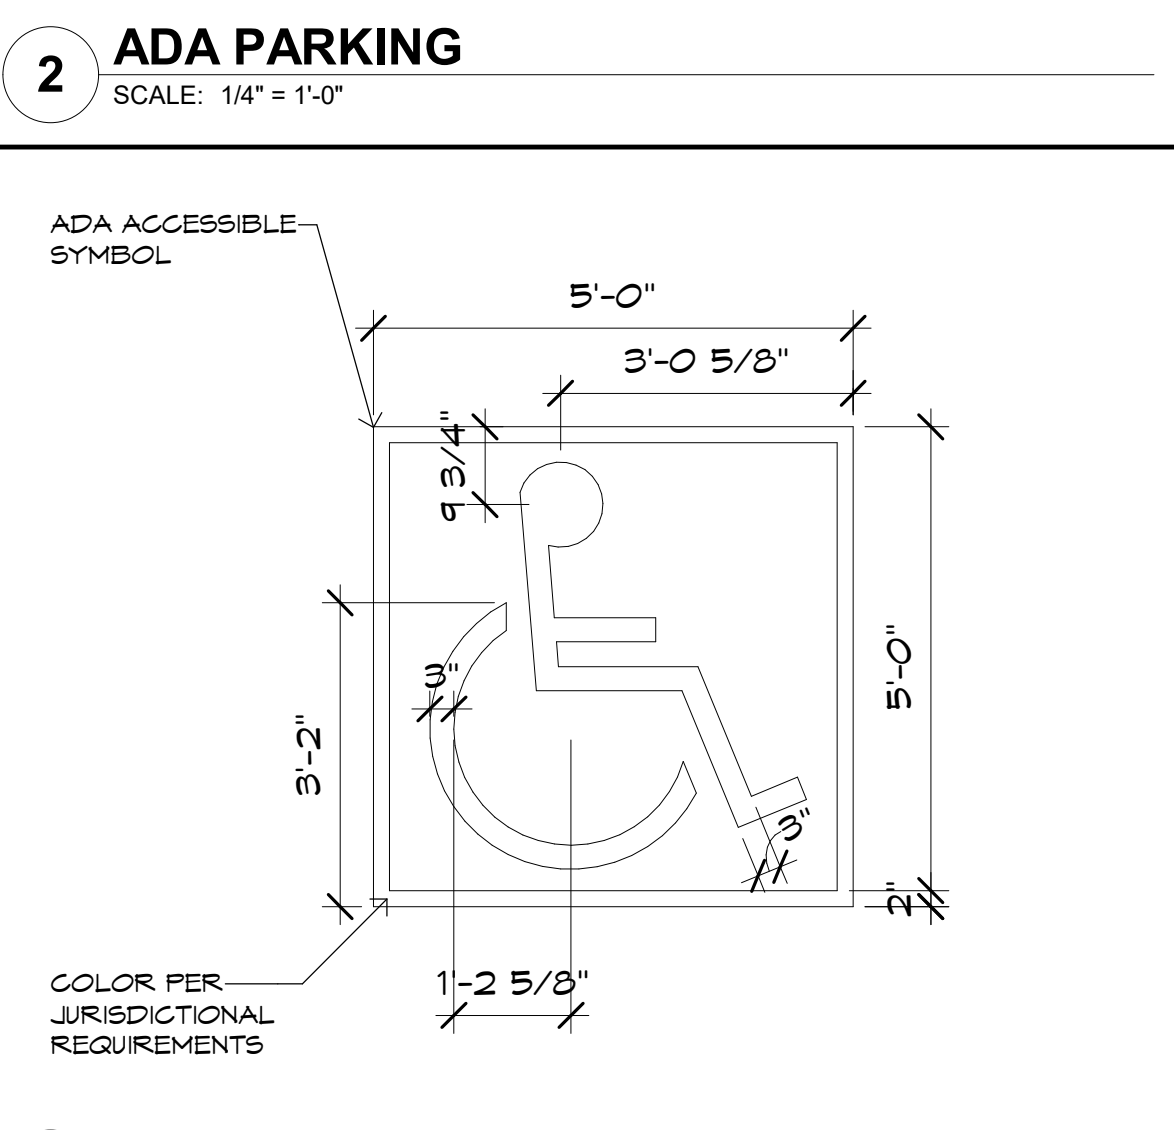 2
ADA PARKING
SCALE: 1/4" = 1'-0"
ADA ACCESSIBLE
SYMBOL
5'-0"
3'-0 5/8"
9 3/4"
3"
5'-0"
3'-2"
3"
2"
1'-2 5/8"
COLOR PER
JURISDICTIONAL
REQUIREMENTS